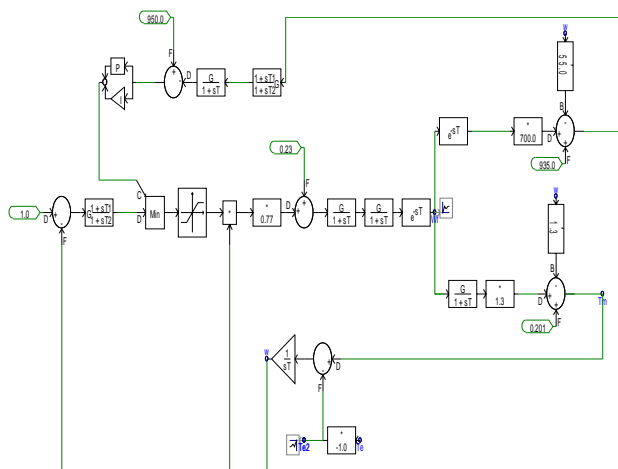 950.0
F
D
P
I
G
1 + sT
1 + sT1
1 + sT2
G
w
*
5 5 0
B
e-sT
*
700.0
D
F
935.0
0.23
F
1.0
D
F
G
1 + sT1
1 + sT2
C
D
Min
*
*
0.77
D
G
1 + sT
G
1 + sT
e-sT
Wf
w
*
1 . 3
B
G
1 + sT
*
1.3
D
F
0.201
Tm
w
1
sT
D
F
Te2
*
-1.0
Te